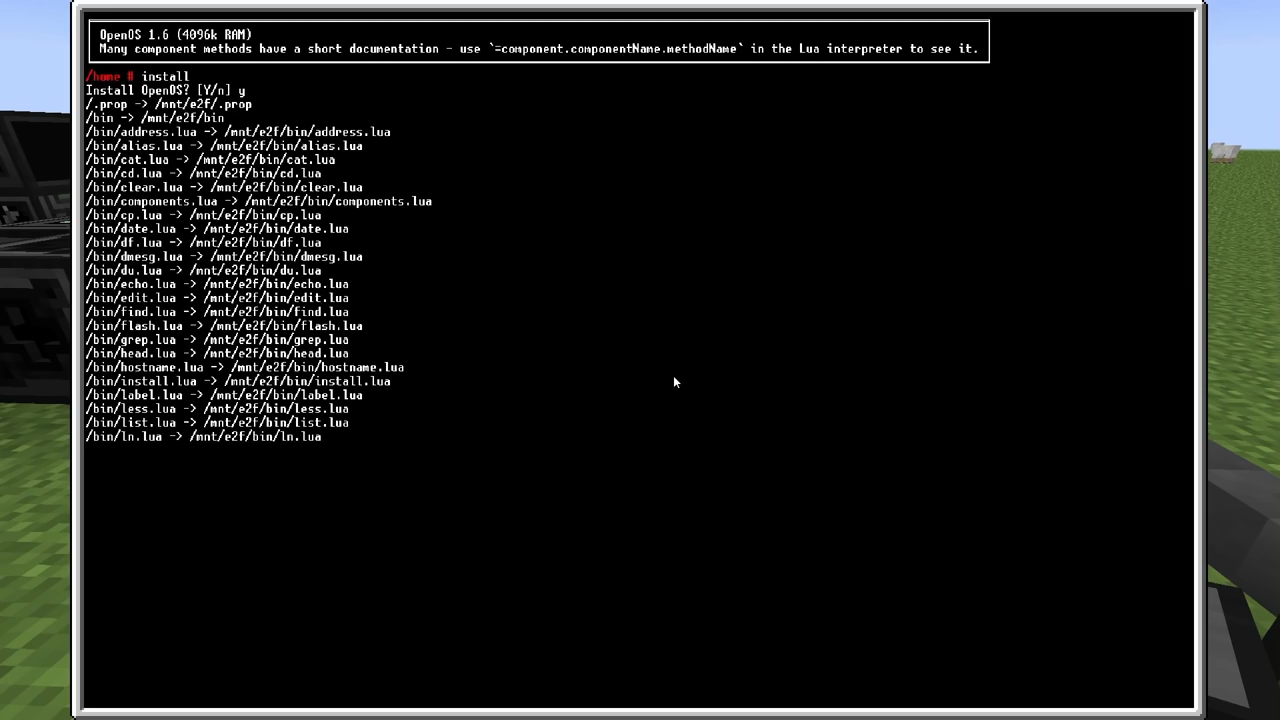 OpenOS 1.6 (4096k RAM)
Many component methods have a short documentation - use `=component.componentName.methodName` in the Lua interpreter to see it.
/home # install
Install OpenOS? [Y/n] y
/.prop -> /mnt/e2f/.prop
/bin -> /mnt/e2f/bin
/bin/address.lua -> /mnt/e2f/bin/address.lua
/bin/alias.lua -> /mnt/e2f/bin/alias.lua
/bin/cat.lua -> /mnt/e2f/bin/cat.lua
/bin/cd.lua -> /mnt/e2f/bin/cd.lua
/bin/clear.lua -> /mnt/e2f/bin/clear.lua
/bin/components.lua -> /mnt/e2f/bin/components.lua
/bin/cp.lua -> /mnt/e2f/bin/cp.lua
/bin/date.lua -> /mnt/e2f/bin/date.lua
/bin/df.lua -> /mnt/e2f/bin/df.lua
/bin/dmesg.lua -> /mnt/e2f/bin/dmesg.lua
/bin/du.lua -> /mnt/e2f/bin/du.lua
/bin/echo.lua -> /mnt/e2f/bin/echo.lua
/bin/edit.lua -> /mnt/e2f/bin/edit.lua
/bin/find.lua -> /mnt/e2f/bin/find.lua
/bin/flash.lua -> /mnt/e2f/bin/flash.lua
/bin/grep.lua -> /mnt/e2f/bin/grep.lua
/bin/head.lua -> /mnt/e2f/bin/head.lua
/bin/hostname.lua -> /mnt/e2f/bin/hostname.lua
/bin/install.lua -> /mnt/e2f/bin/install.lua
/bin/label.lua -> /mnt/e2f/bin/label.lua
/bin/less.lua -> /mnt/e2f/bin/less.lua
/bin/list.lua -> /mnt/e2f/bin/list.lua
/bin/ln.lua -> /mnt/e2f/bin/ln.lua